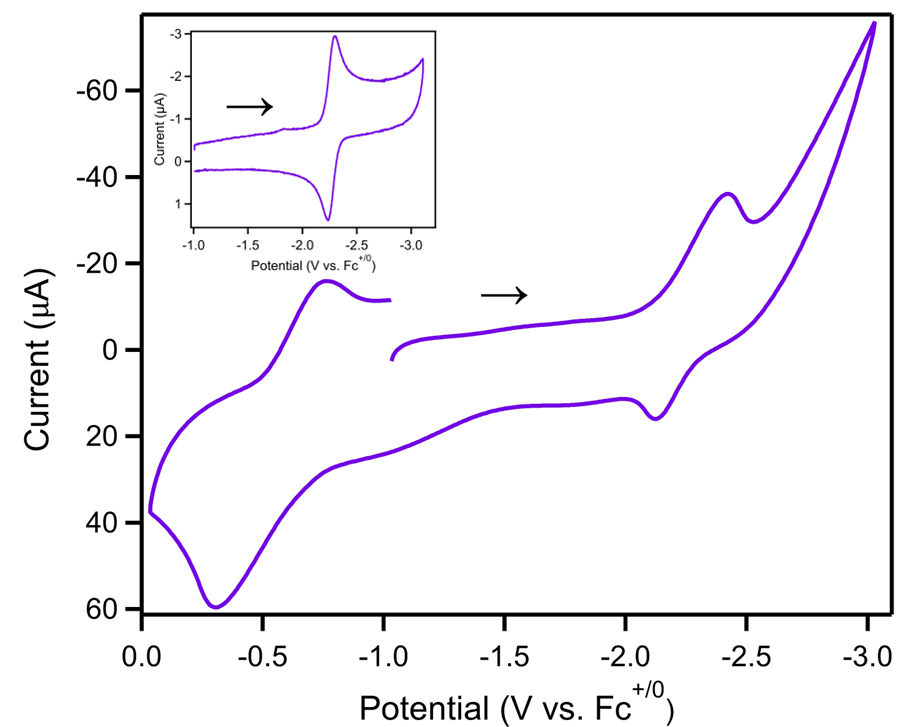 -3
-2
-1
0
1
Current (µA)
-1.0 -1.5 -2.0 -2.5 -3.0
Potential (V vs. Fc+/0)
-60
-40
-20
0
20
40
60
Current (µA)
0.0 -0.5 -1.0 -1.5 -2.0 -2.5 -3.0
Potential (V vs. Fc+/0)